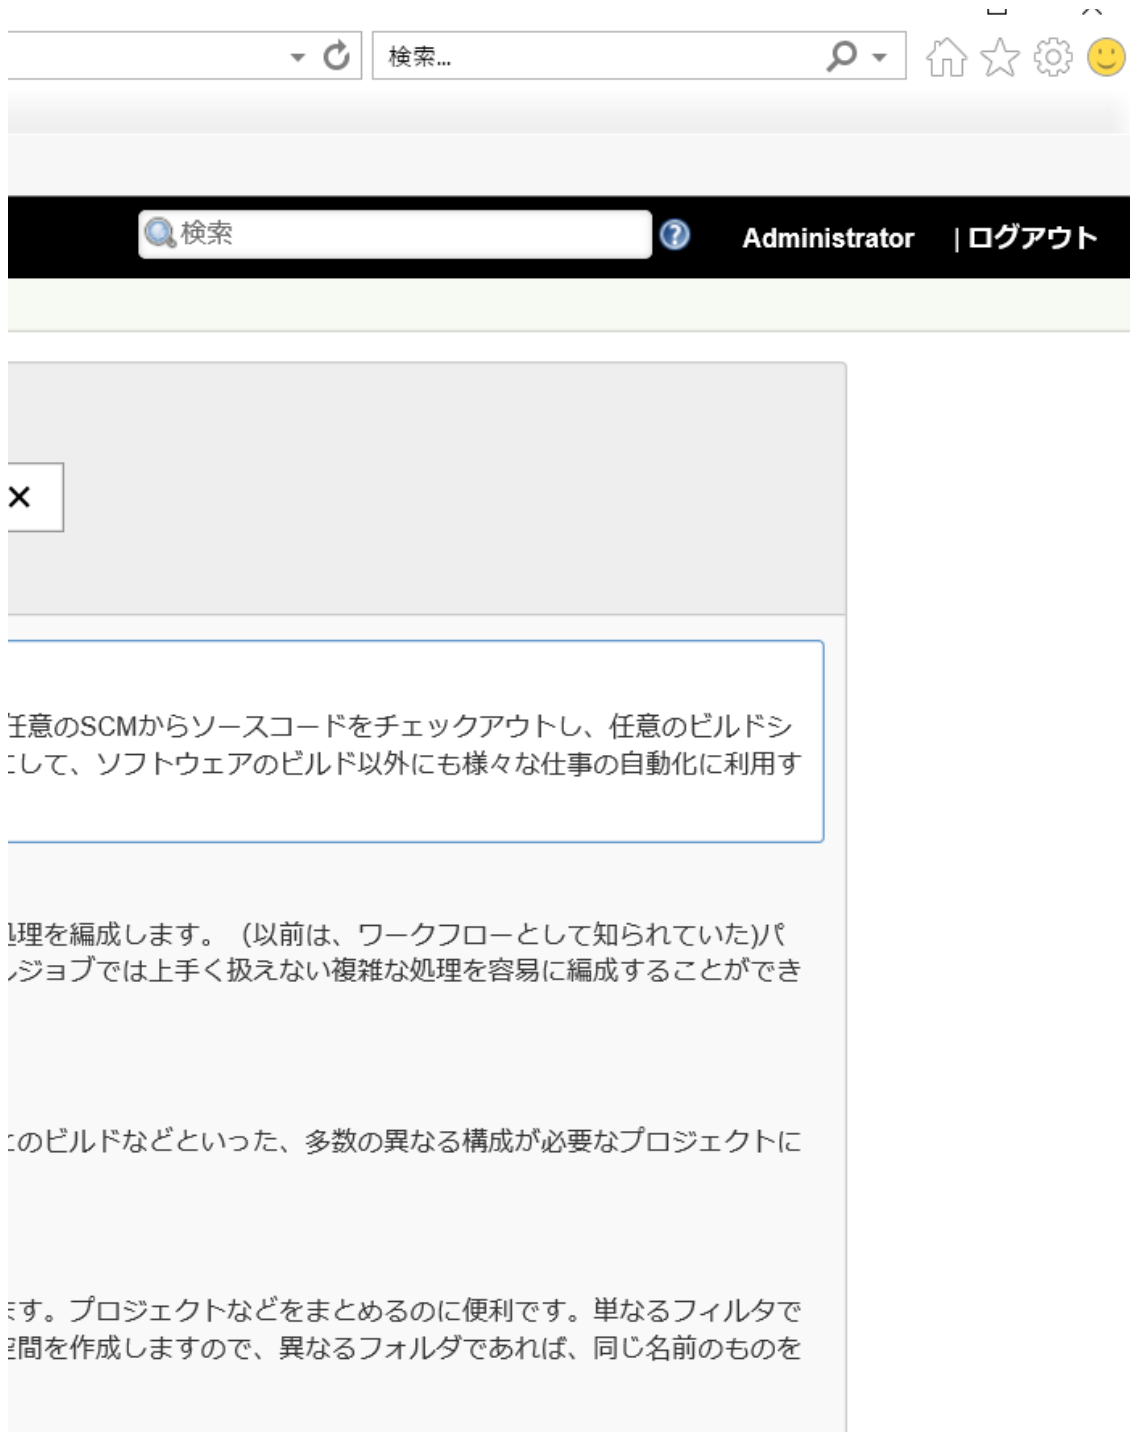 検索...
検索
Administrator | ログアウト
任意のSCMからソースコードをチェックアウトし、任意のビルドシ
して、ソフトウェアのビルド以外にも様々な仕事の自動化に利用す
処理を編成します。 (以前は、ワークフローとして知られていた)パ
ジョブでは上手く扱えない複雑な処理を容易に編成することができ
のビルドなどといった、多数の異なる構成が必要なプロジェクトに
ます。プロジェクトなどをまとめるのに便利です。単なるフィルタで
空間を作成しますので、異なるフォルダであれば、同じ名前のものを